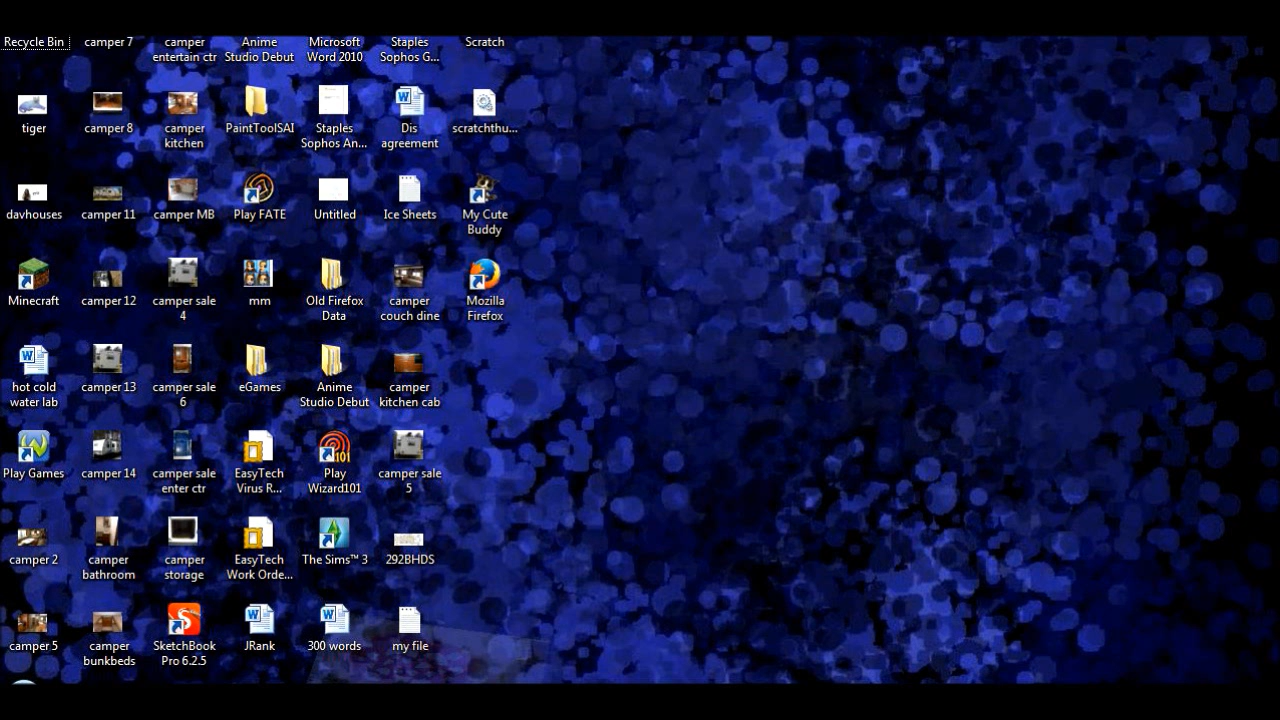 Recycle Bin
camper 7
camper
entertain ctr
Anime
Studio Debut
Microsoft
Word 2010
Staples
Sophos G...
Scratch
tiger
camper 8
camper
kitchen
PaintToolSAI
Staples
Sophos An...
Dis
agreement
scratchthu...
davhouses
camper 11
camper MB
Play FATE
Untitled
Ice Sheets
My Cute
Buddy
Minecraft
camper 12
camper sale
4
mm
Old Firefox
Data
camper
couch dine
Mozilla
Firefox
hot cold
water lab
camper 13
camper sale
6
eGames
Anime
Studio Debut
camper
kitchen cab
Play Games
camper 14
camper sale
enter ctr
EasyTech
Virus R...
Play
Wizard101
camper sale
5
camper 2
camper
bathroom
camper
storage
EasyTech
Work Orde...
The Sims™ 3
292BHDS
camper 5
camper
bunkbeds
SketchBook
Pro 6.2.5
JRank
300 words
my file